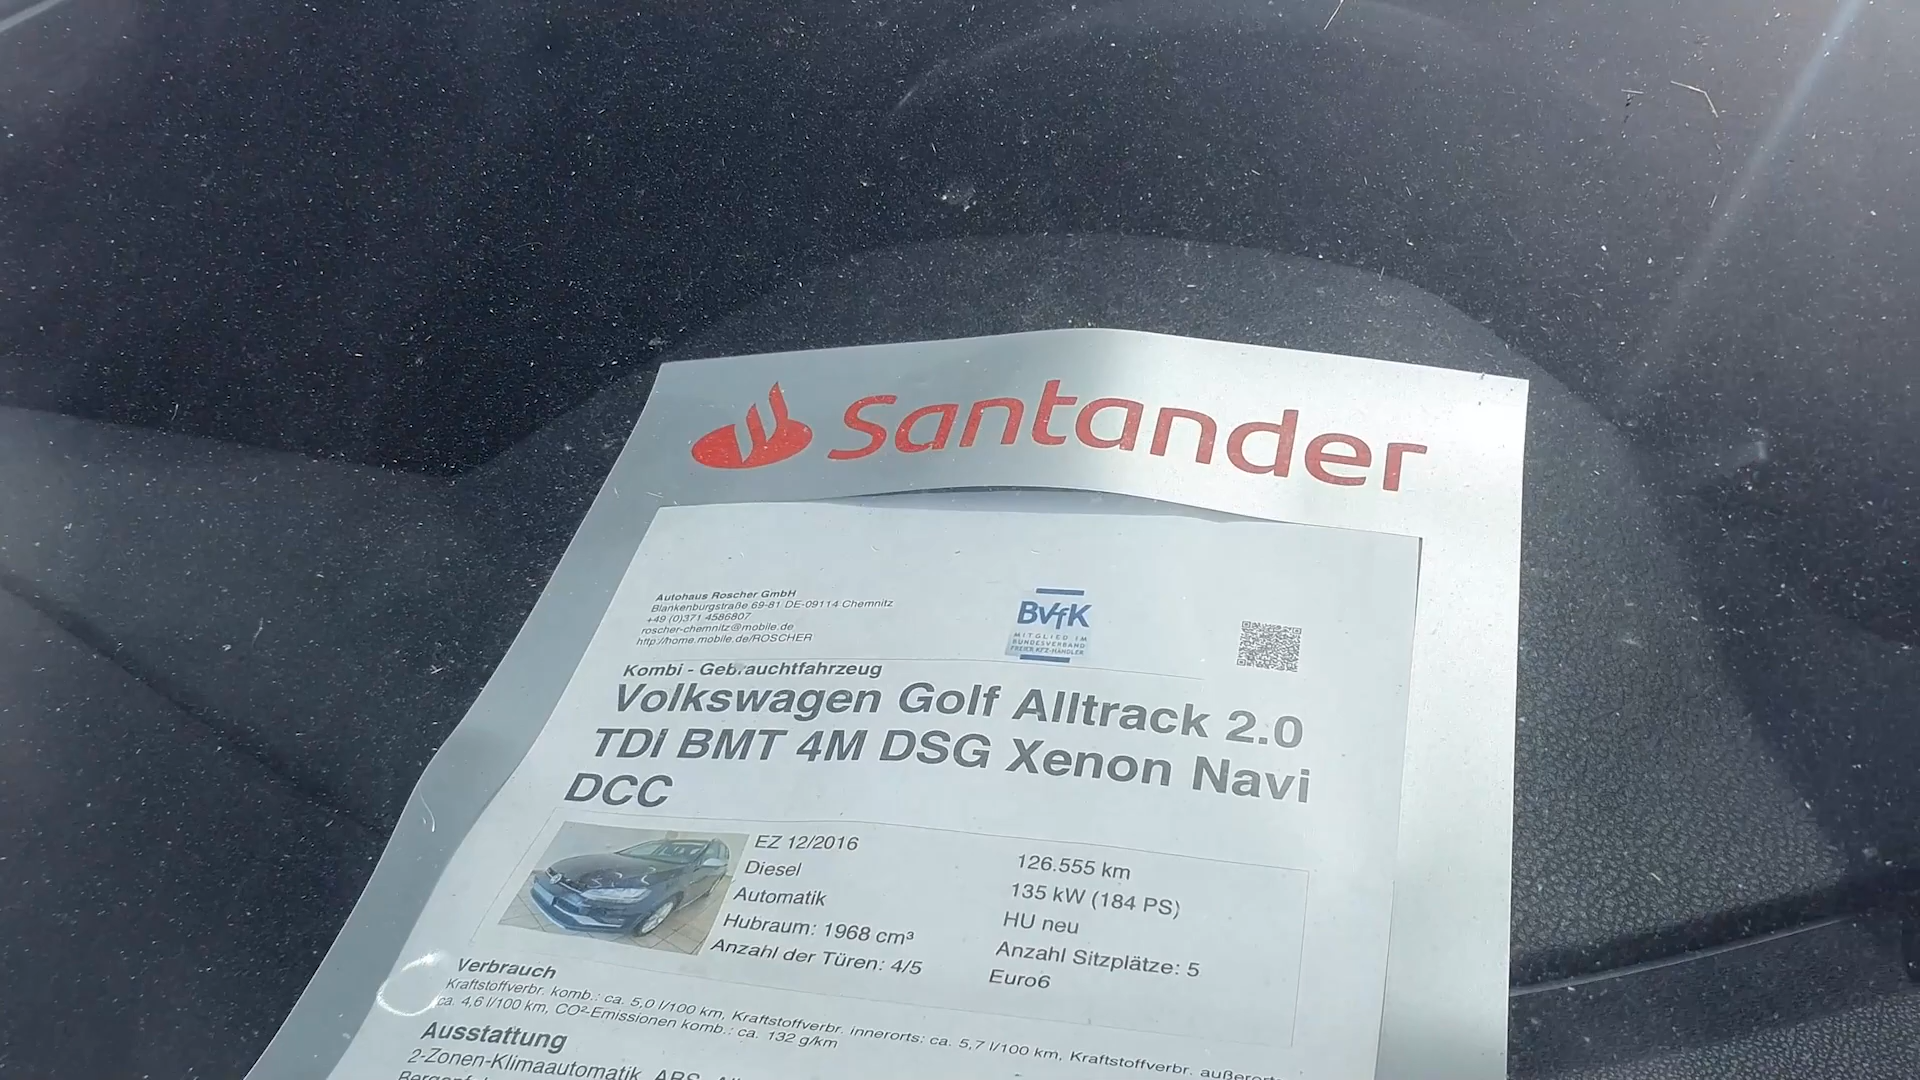 Santander
Autohaus Roscher GmbH
Blankenburgstraße 69-81 DE-09114 Chemnitz
+49 (0)371 4586807
roscher-chemnitz@mobile.de
http://home.mobile.de/ROSCHER
BVfK
MITGLIED IM
BUNDESVERBAND
FREIER KFZ-HÄNDLER
Kombi - Gebrauchtfahrzeug
Volkswagen Golf Alltrack 2.0
TDI BMT 4M DSG Xenon Navi
DCC
EZ 12/2016
Diesel
Automatik
Hubraum: 1968 cm³
Anzahl der Türen: 4/5
126.555 km
135 kW (184 PS)
HU neu
Anzahl Sitzplätze: 5
Euro6
Verbrauch
Kraftstoffverbr. komb.: ca. 5,0 l/100 km, Kraftstoffverbr. innerorts: ca. 5,7 l/100 km, Kraftstoffverbr.
ca. 4,6 l/100 km, CO²-Emissionen komb.: ca. 132 g/km
Ausstattung
2-Zonen-Klimaautomatik, ABS,